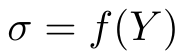 σ = f(Y)